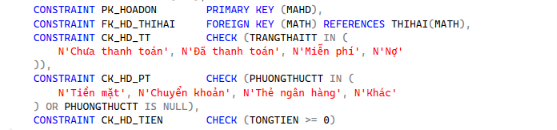 CONSTRAINT PK_HOADON PRIMARY KEY (MAHD),
CONSTRAINT FK_HD_THIHAI FOREIGN KEY (MATH) REFERENCES THIHAI(MATH),
CONSTRAINT CK_HD_TT CHECK (TRANGTHAITT IN (
N'Chưa thanh toán', N'Đã thanh toán', N'Miễn phí', N'Nợ'
)),
CONSTRAINT CK_HD_PT CHECK (PHUONGTHUCTT IN (
N'Tiền mặt', N'Chuyển khoản', N'Thẻ ngân hàng', N'Khác'
) OR PHUONGTHUCTT IS NULL),
CONSTRAINT CK_HD_TIEN CHECK (TONGTIEN >= 0)